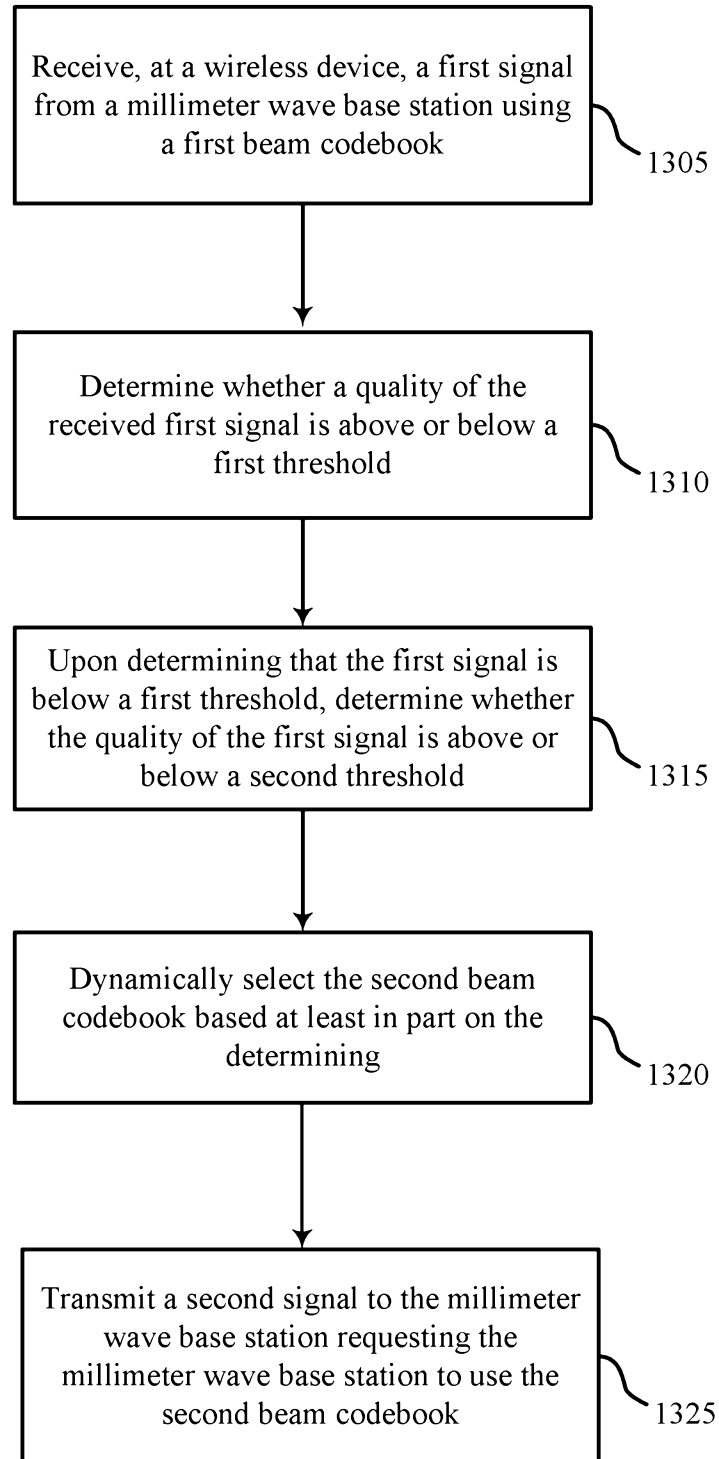 Receive, at a wireless device, a first signal
from a millimeter wave base station using
a first beam codebook
1305
Determine whether a quality of the
received first signal is above or below a
first threshold
1310
Upon determining that the first signal is
below a first threshold, determine whether
the quality of the first signal is above or
below a second threshold
1315
Dynamically select the second beam
codebook based at least in part on the
determining
1320
Transmit a second signal to the millimeter
wave base station requesting the
millimeter wave base station to use the
second beam codebook
1325